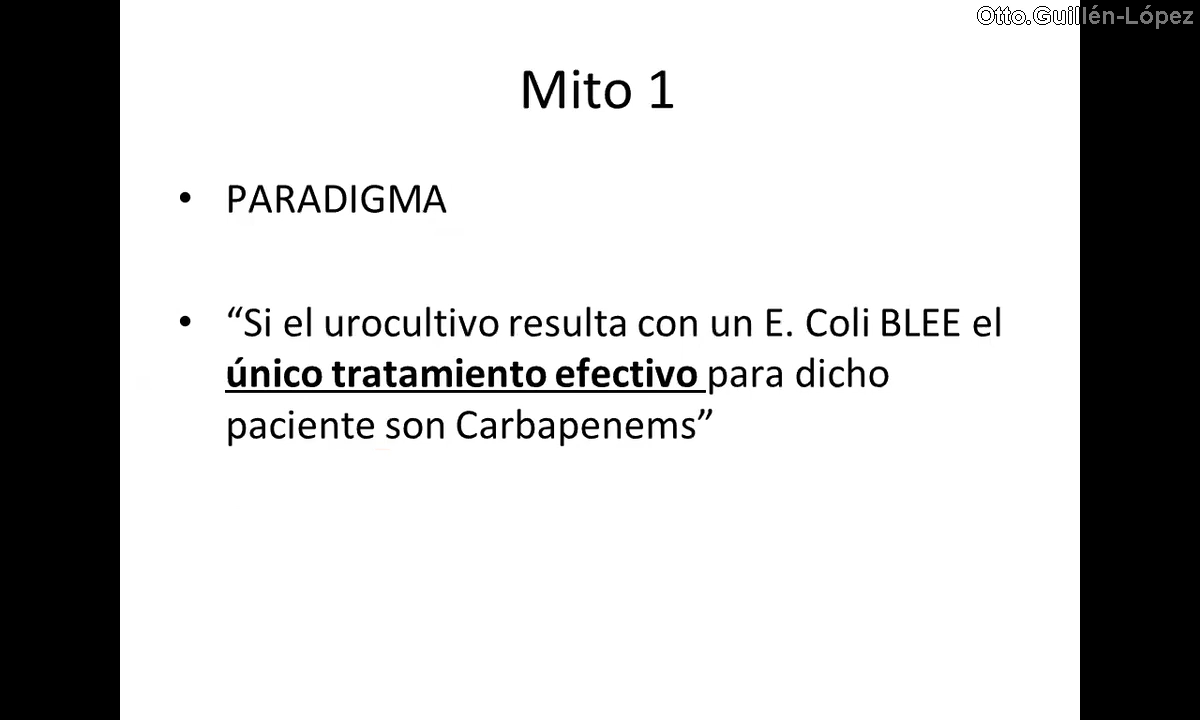 Otto.Guillén-López
Mito 1
• PARADIGMA
• “Si el urocultivo resulta con un E. Coli BLEE el
único tratamiento efectivo para dicho
paciente son Carbapenems”